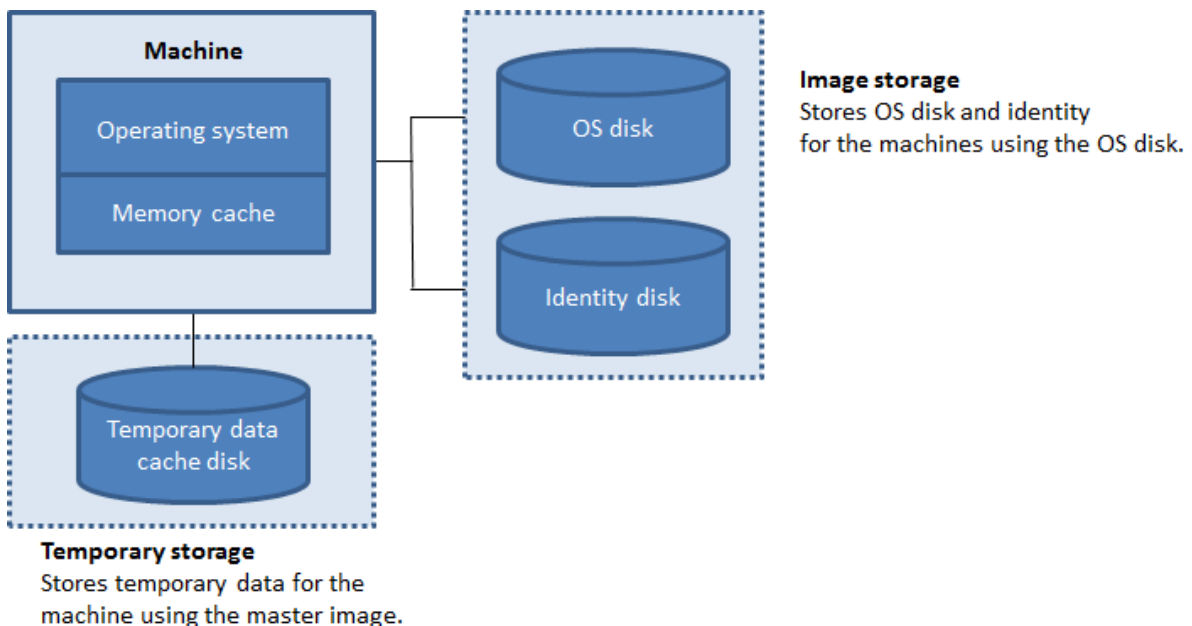 Machine
Operating system
Memory cache
OS disk
Identity disk
Image storage
Stores OS disk and identity
for the machines using the OS disk.
Temporary data
cache disk
Temporary storage
Stores temporary data for the
machine using the master image.